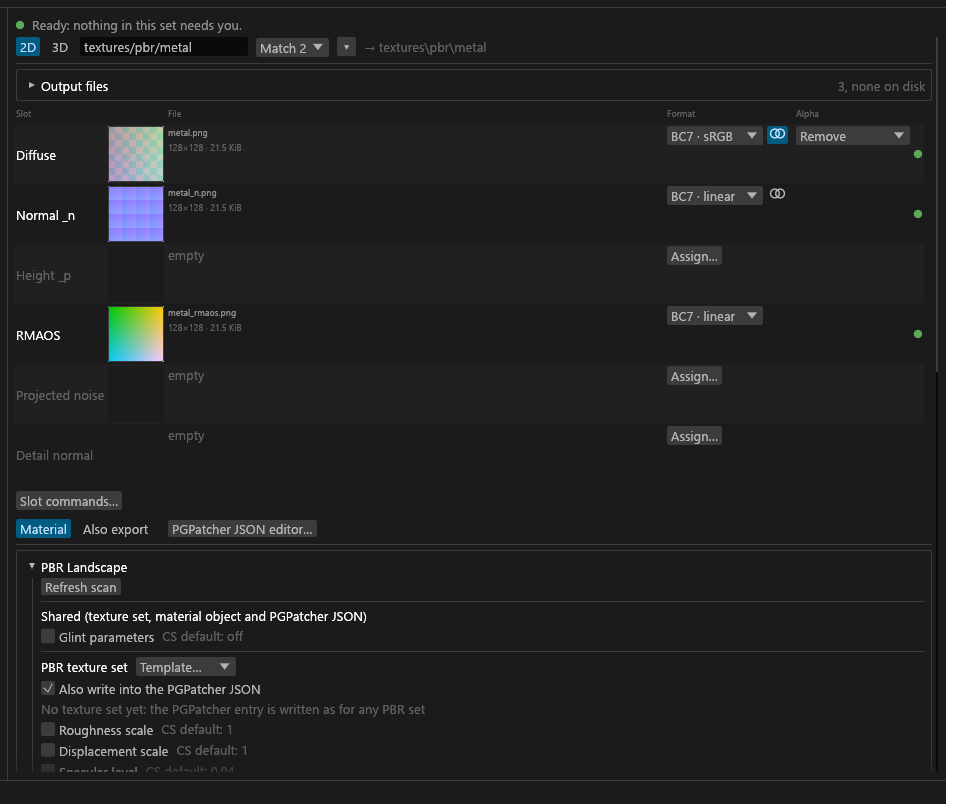 Ready: nothing in this set needs you.
2D 3D textures/pbr/metal Match 2 → textures\pbr\metal
Output files 3, none on disk
Slot File Format Alpha
Diffuse metal.png 128×128 · 21.5 KiB BC7 · sRGB Remove
Normal _n metal_n.png 128×128 · 21.5 KiB BC7 · linear
Height _p empty Assign...
RMAOS metal_rmaos.png 128×128 · 21.5 KiB BC7 · linear
Projected noise empty Assign...
Detail normal empty Assign...
Slot commands...
Material Also export PGPatcher JSON editor...
PBR Landscape
Refresh scan
Shared (texture set, material object and PGPatcher JSON)
Glint parameters CS default: off
PBR texture set Template...
Also write into the PGPatcher JSON
No texture set yet: the PGPatcher entry is written as for any PBR set
Roughness scale CS default: 1
Displacement scale CS default: 1
Specular level CS default: 0.04